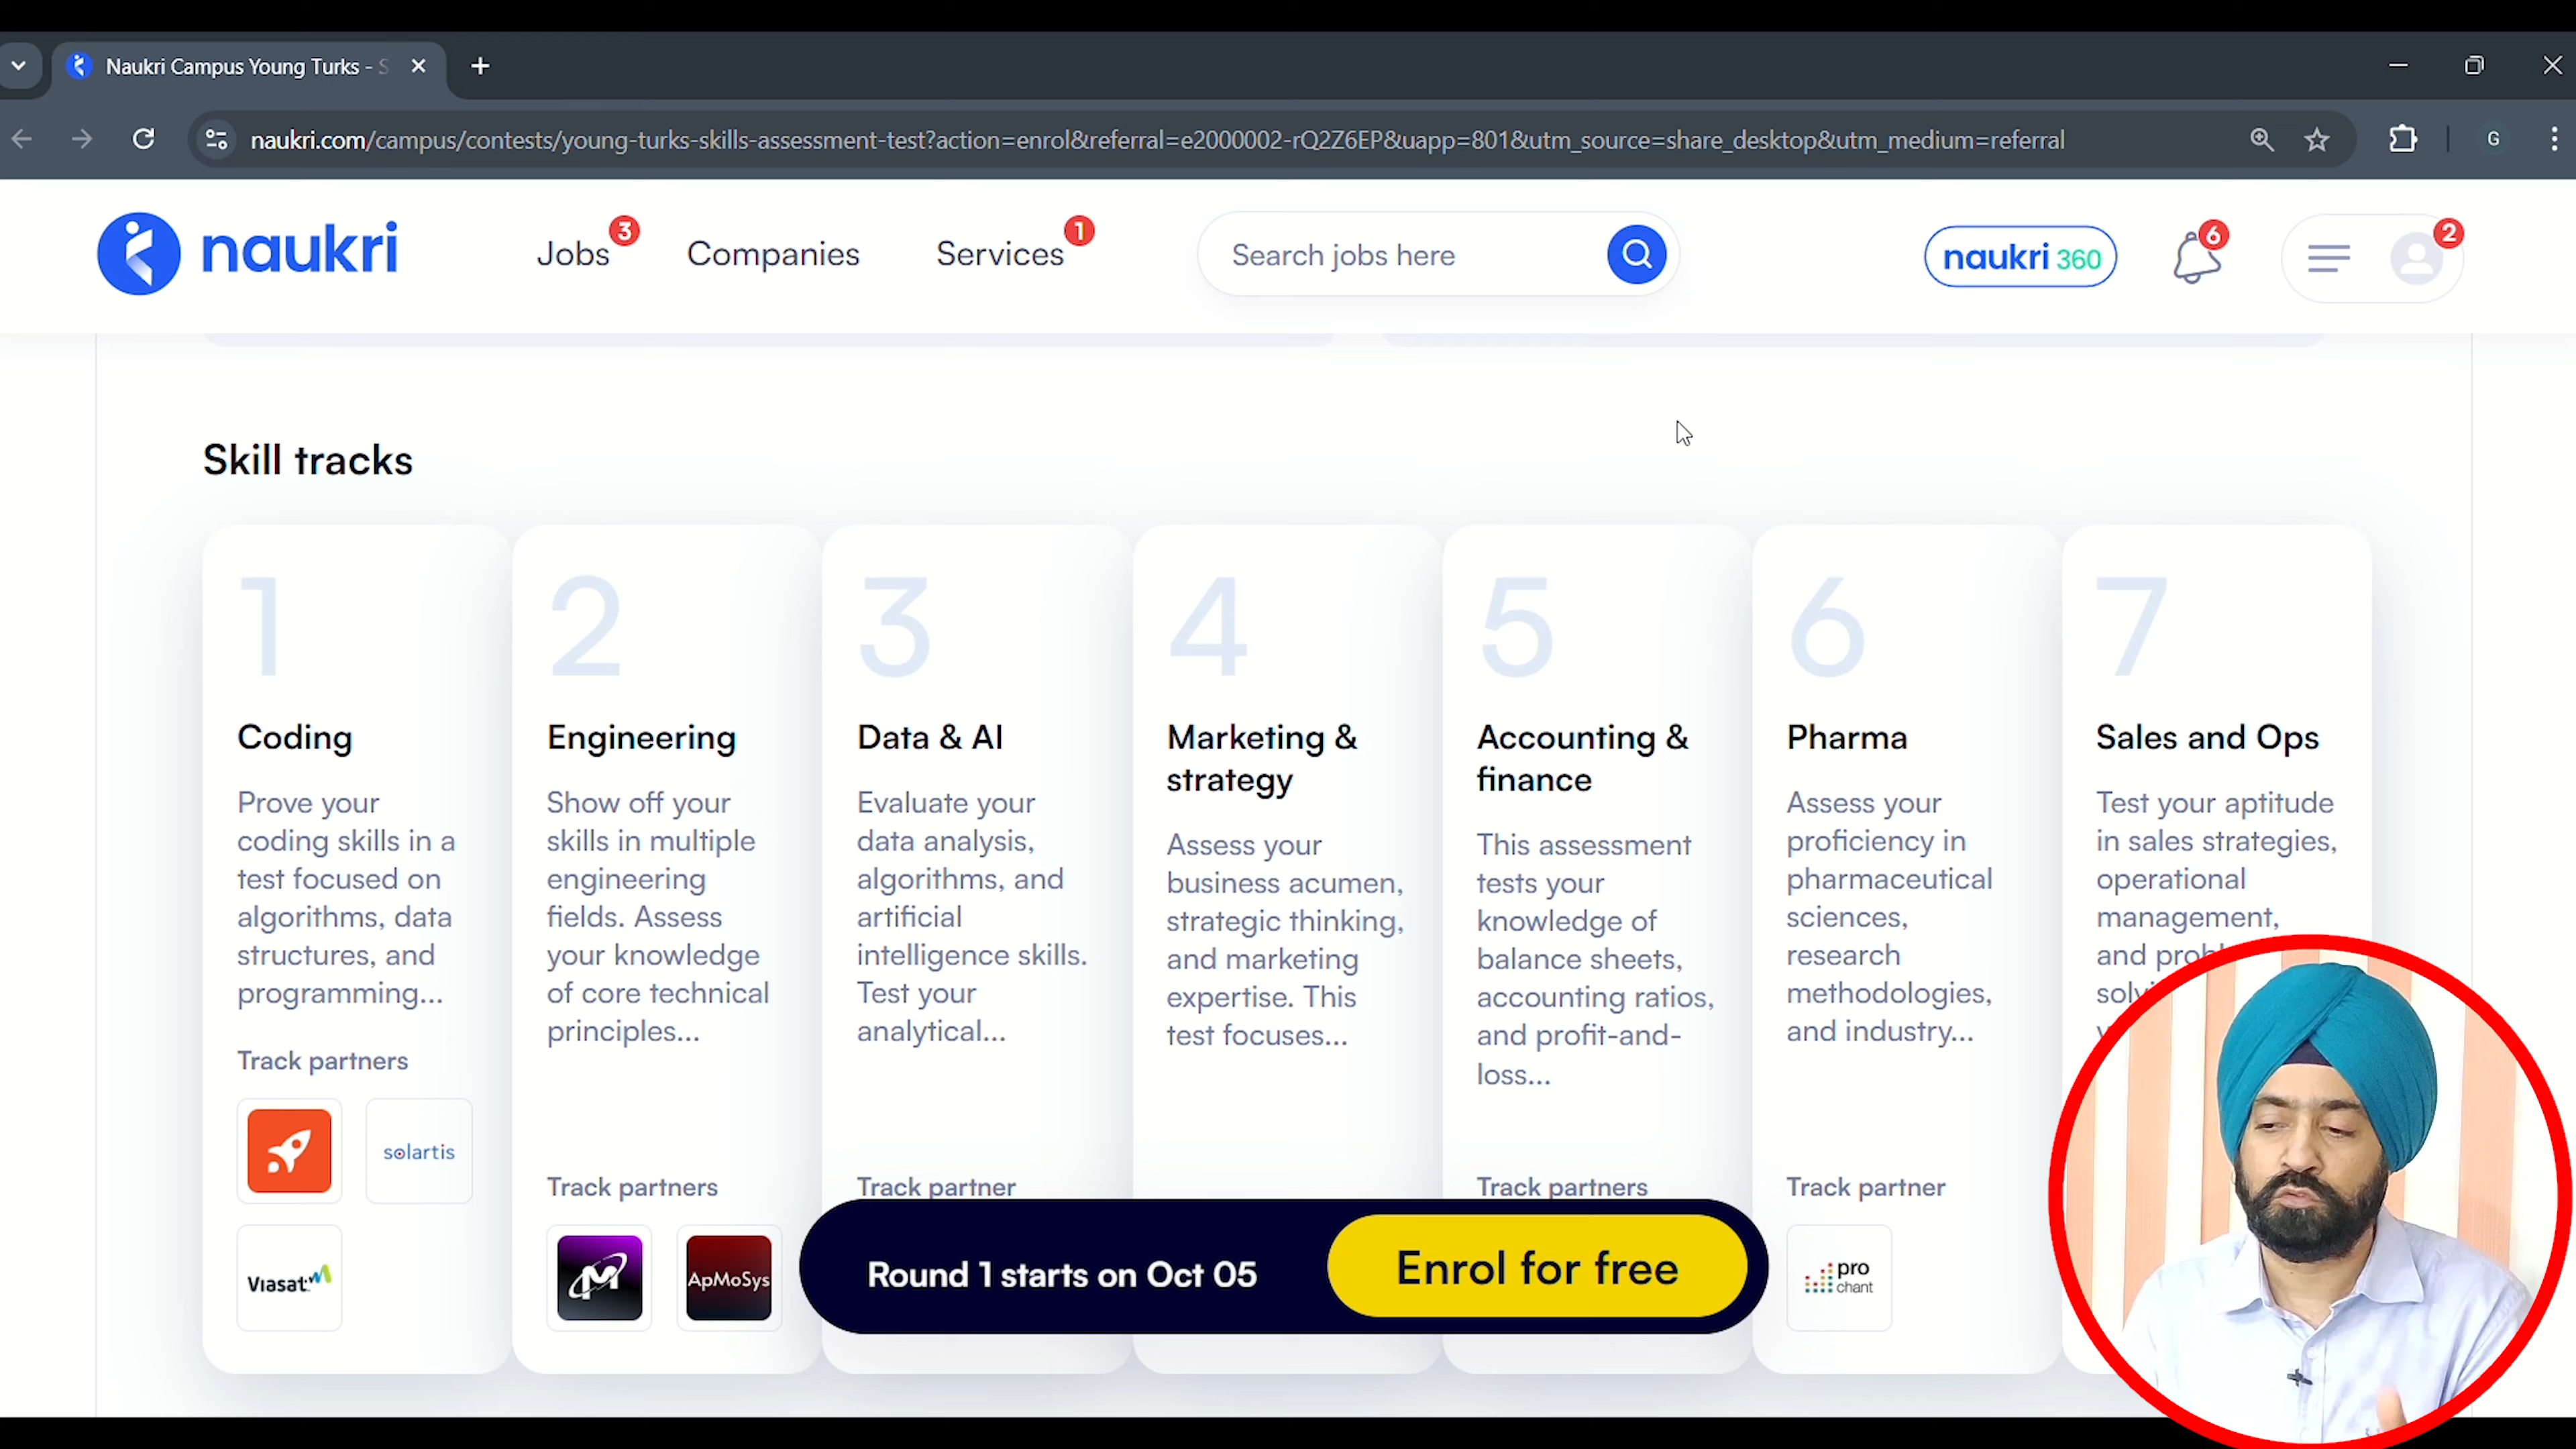 Naukri Campus Young Turks - S
naukri.com/campus/contests/young-turks-skills-assessment-test?action=enrol&referral=e2000002-rQ2Z6EP&uapp=801&utm_source=share_desktop&utm_medium=referral
G
naukri
Jobs
3
Companies
Services
1
Search jobs here
naukri 360
6
2
Skill tracks
1
Coding
Prove your
coding skills in a
test focused on
algorithms, data
structures, and
programming...
Track partners
solartis
Viasat
2
Engineering
Show off your
skills in multiple
engineering
fields. Assess
your knowledge
of core technical
principles...
Track partners
M
ApMoSys
3
Data & AI
Evaluate your
data analysis,
algorithms, and
artificial
intelligence skills.
Test your
analytical...
Track partner
4
Marketing &
strategy
Assess your
business acumen,
strategic thinking,
and marketing
expertise. This
test focuses...
5
Accounting &
finance
This assessment
tests your
knowledge of
balance sheets,
accounting ratios,
and profit-and-
loss...
Track partners
6
Pharma
Assess your
proficiency in
pharmaceutical
sciences,
research
methodologies,
and industry...
Track partner
pro
chant
7
Sales and Ops
Test your aptitude
in sales strategies,
operational
management,
and
Round 1 starts on Oct 05
Enrol for free